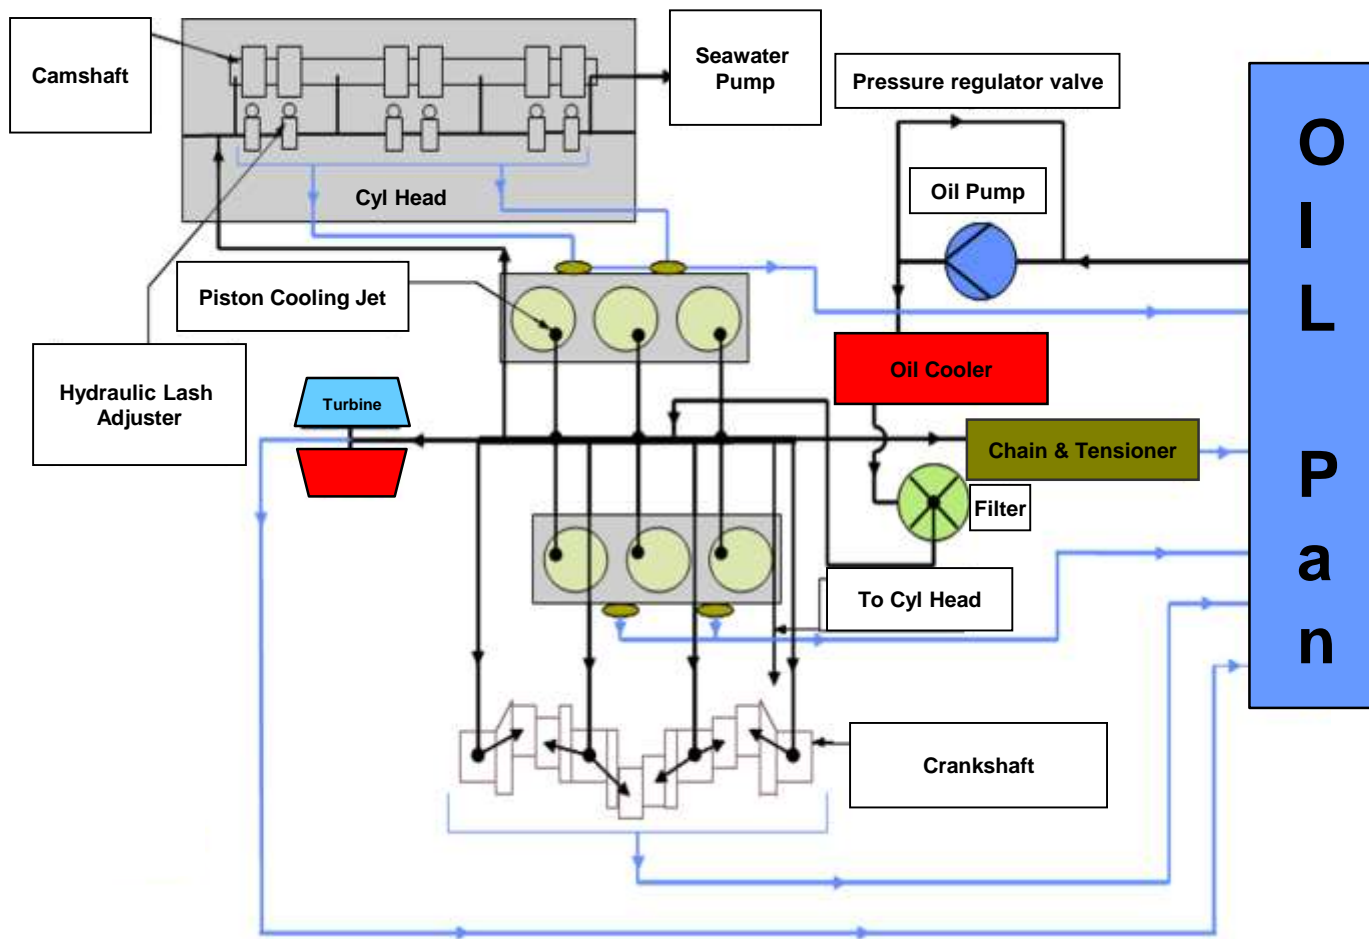 Camshaft
Seawater
Pump
Pressure regulator valve
Oil Pump
Cyl Head
Piston Cooling Jet
Hydraulic Lash
Adjuster
Turbine
Oil Cooler
Chain & Tensioner
Filter
To Cyl Head
Crankshaft
O
I
L
P
a
n